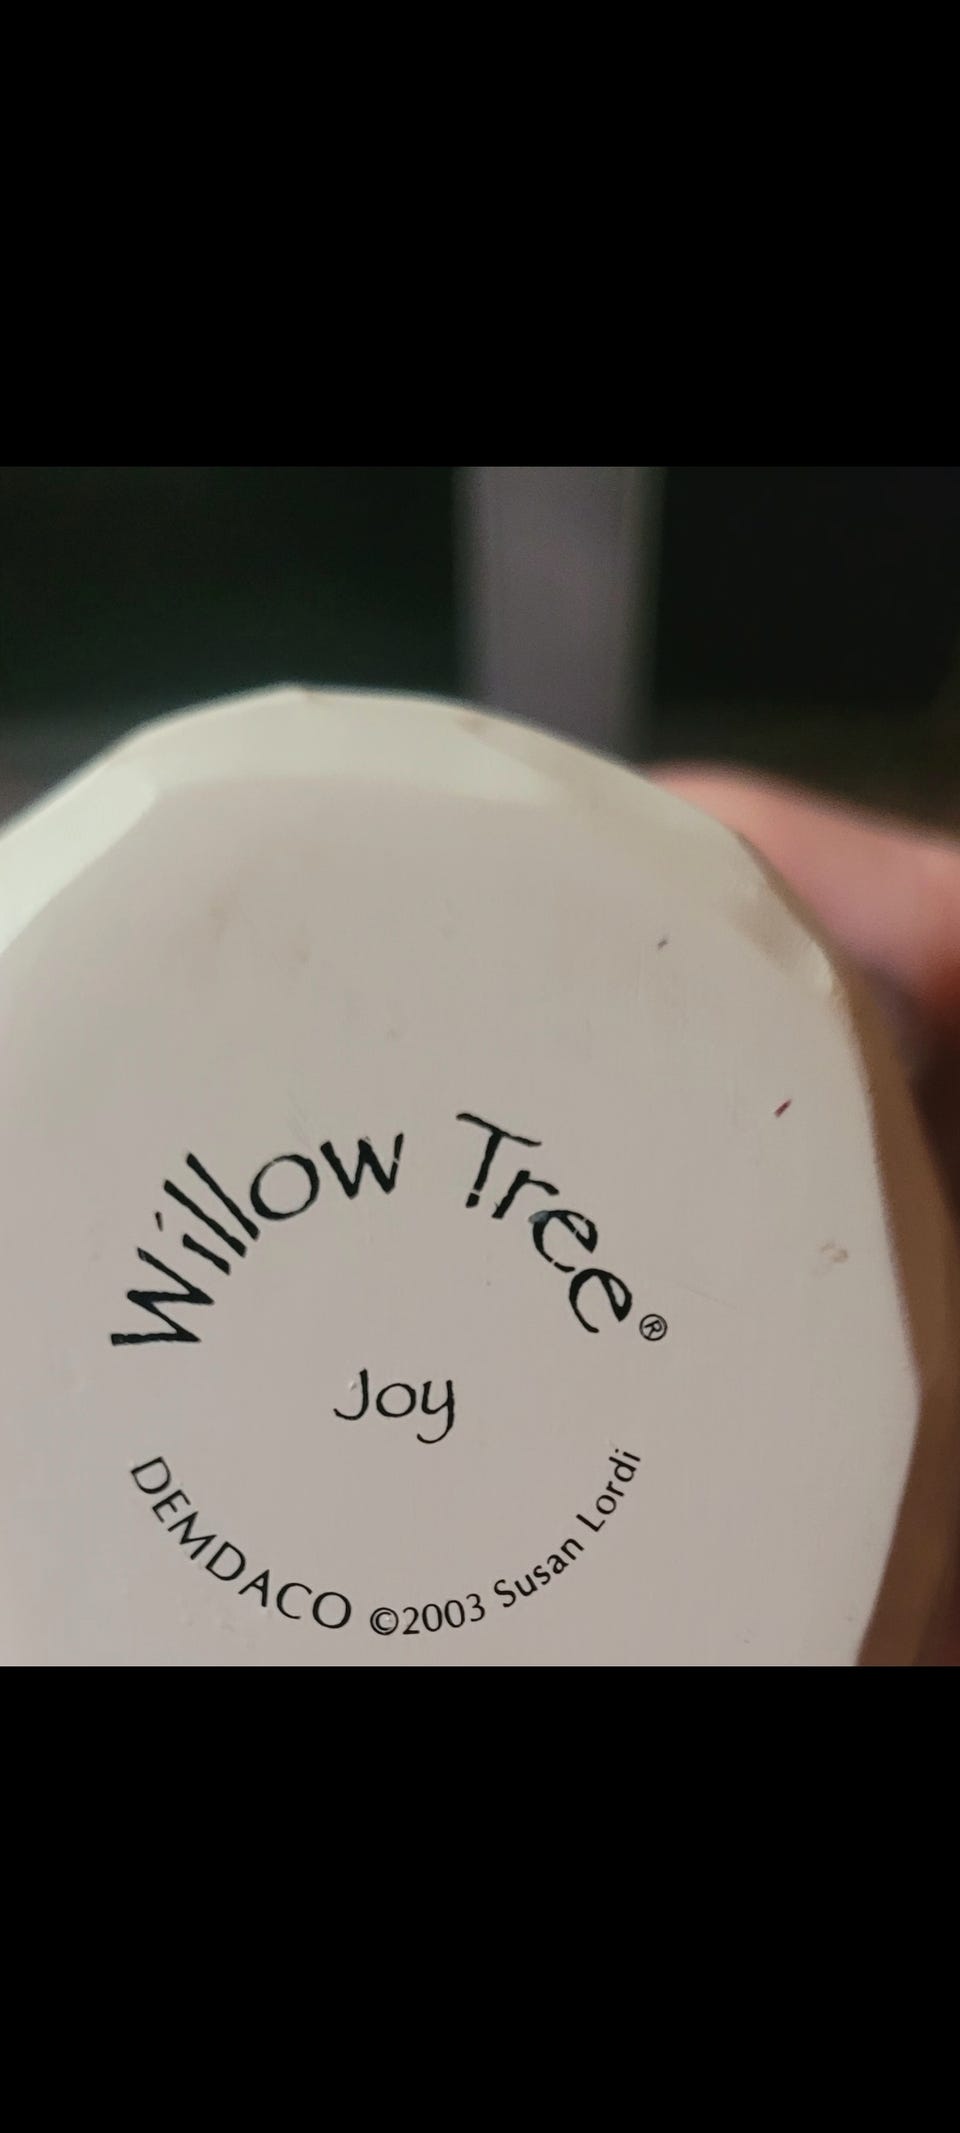 Willow Tree®
Joy
DEMDACO ©2003 Susan Lordi